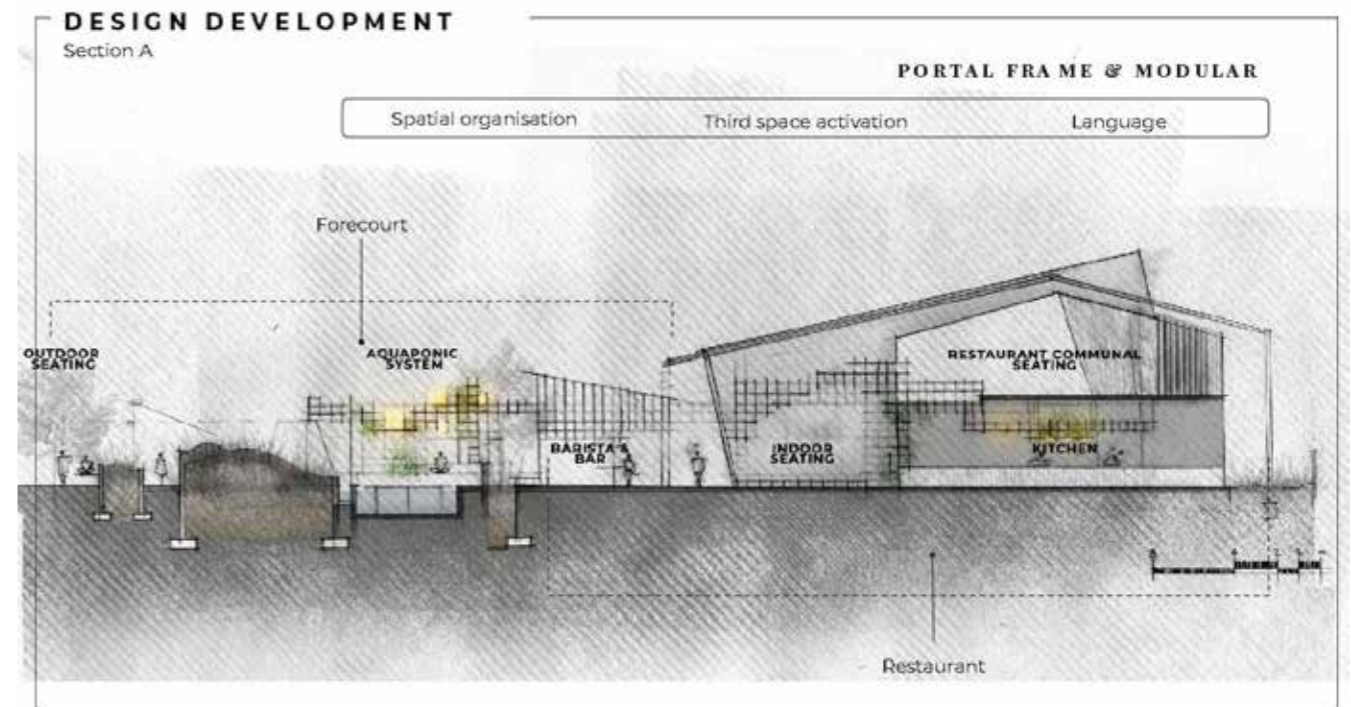 DESIGN DEVELOPMENT
Section A
PORTAL FRAME & MODULAR
Spatial organisation
Third space activation
Language
Forecourt
OUTDOOR
SEATING
AQUAPONIC
SYSTEM
RESTAURANT COMMUNAL
SEATING
BARISTA &
BAR
INDOOR
SEATING
KITCHEN
Restaurant